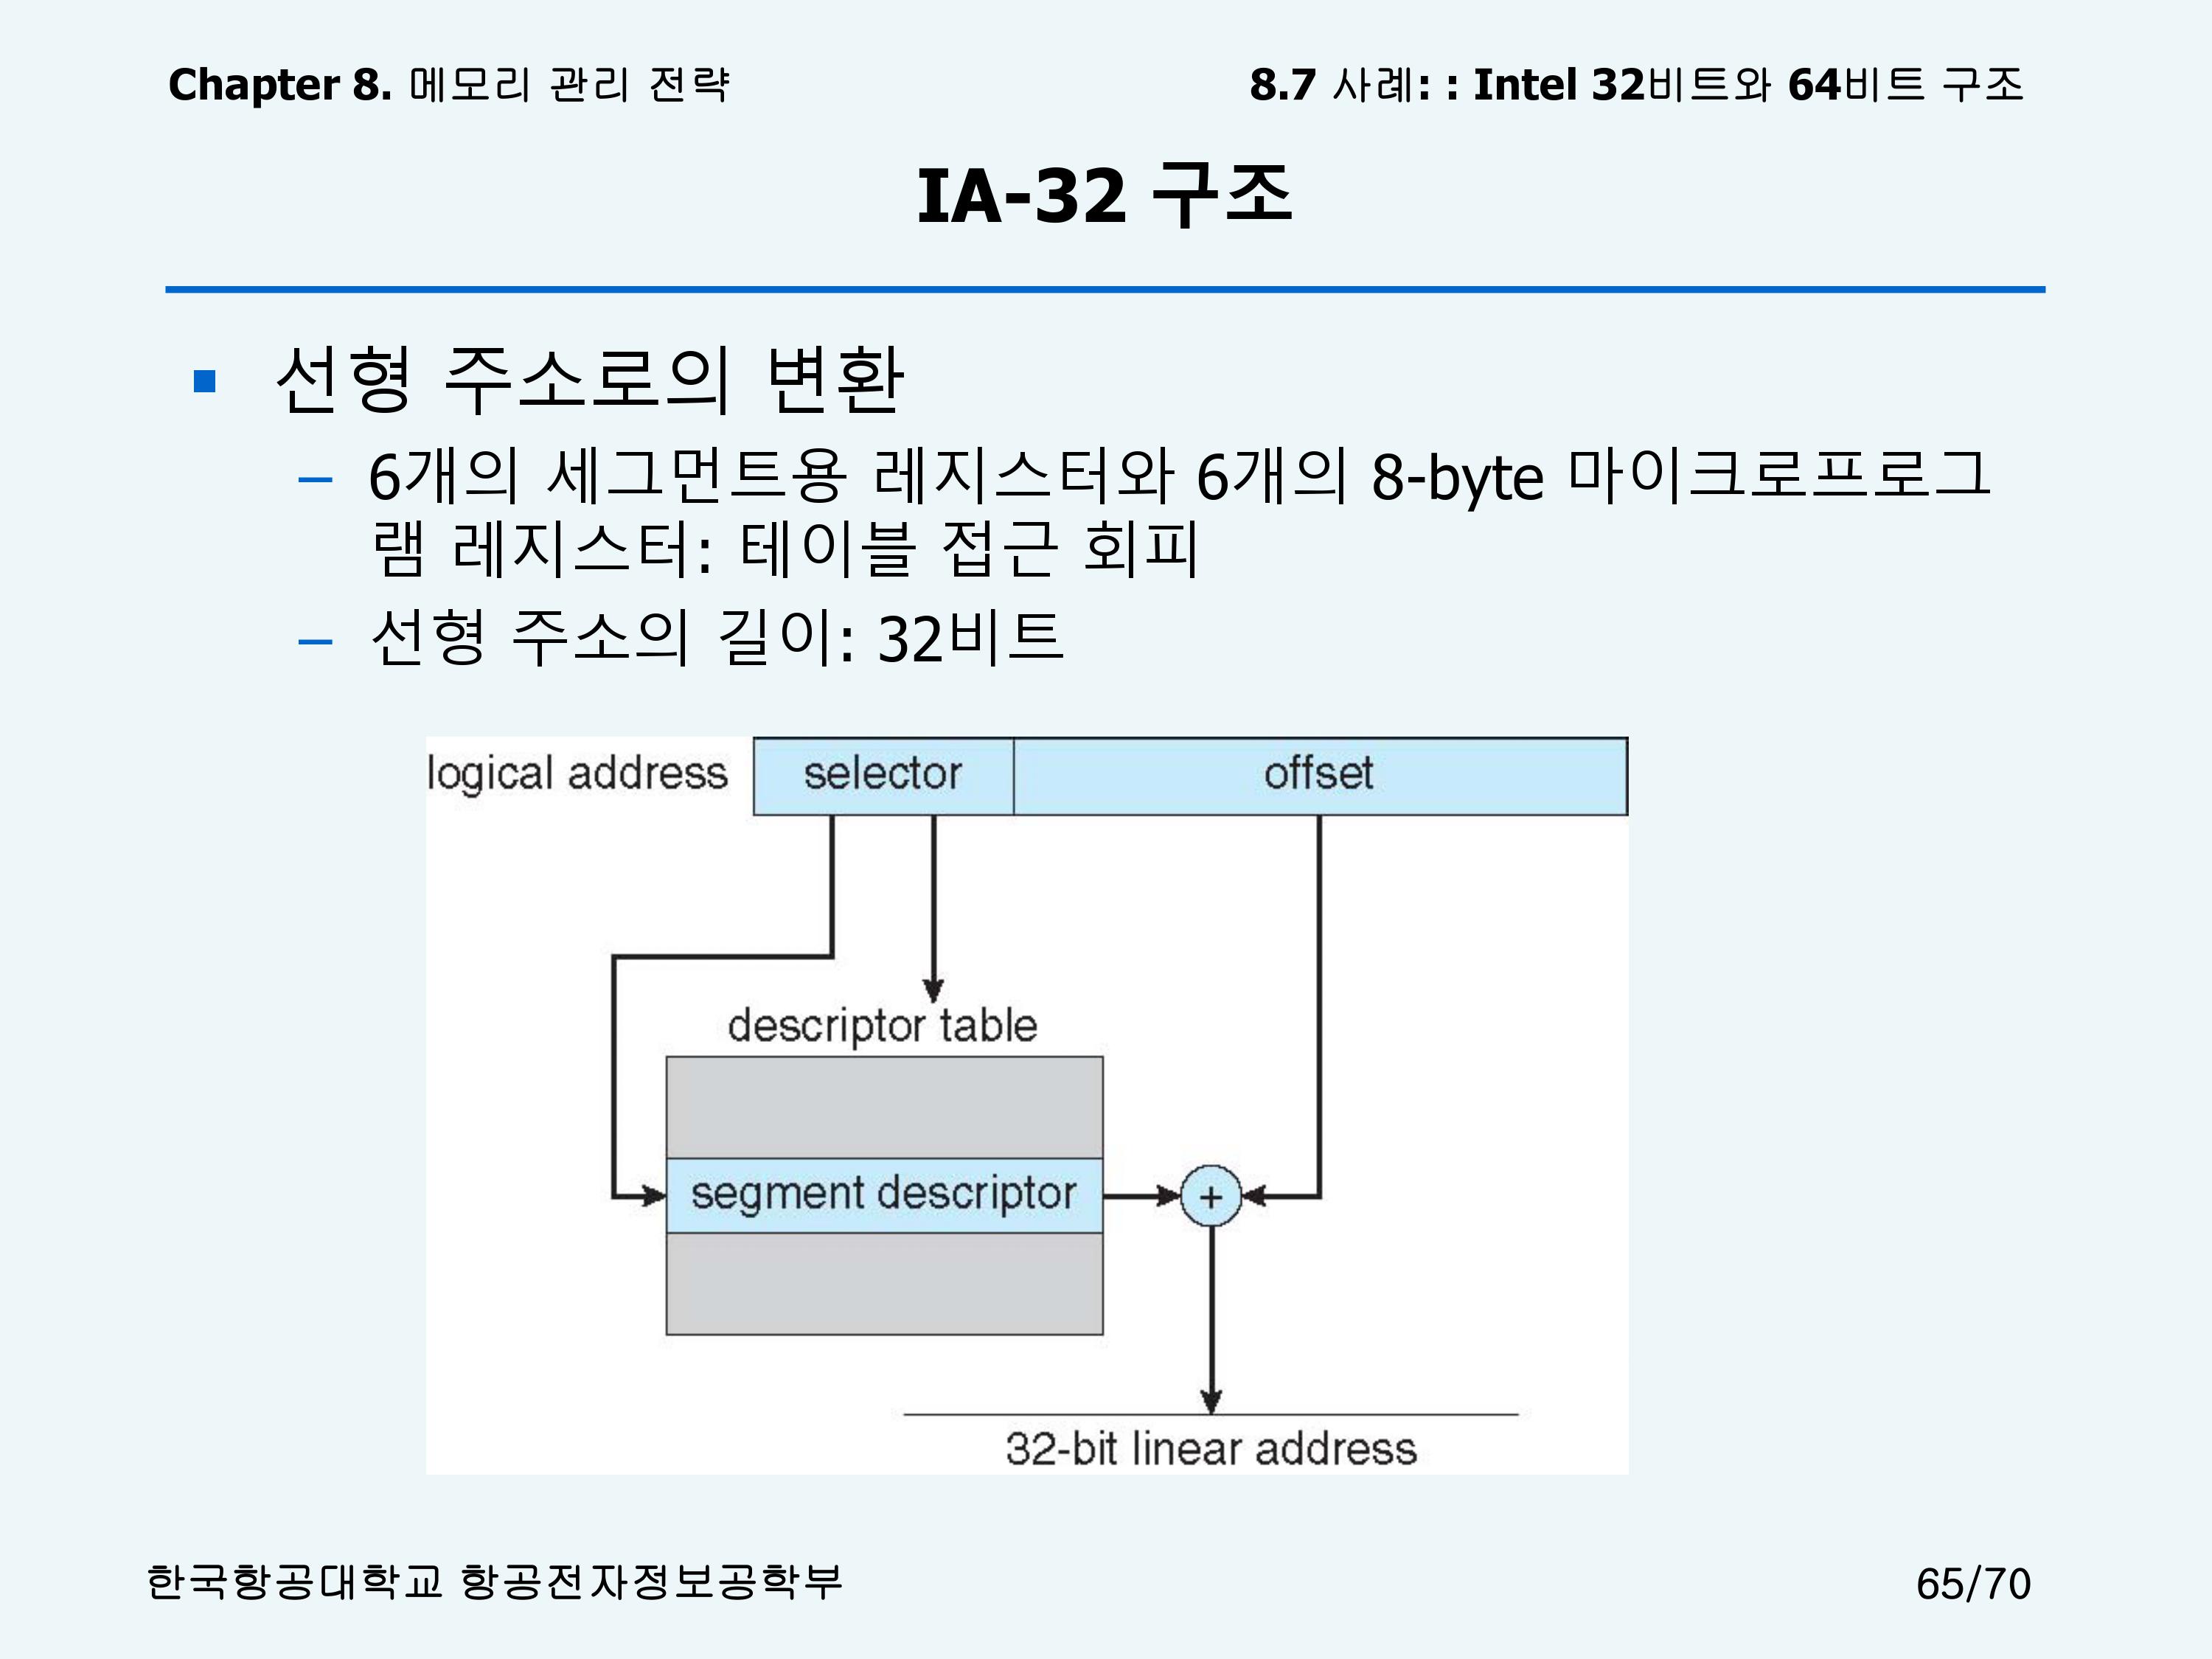 Chapter 8. 메모리 관리 전략
8.7 사례: : Intel 32비트와 64비트 구조
IA-32 구조
▪ 선형 주소로의 변환
– 6개의 세그먼트용 레지스터와 6개의 8-byte 마이크로프로그
램 레지스터: 테이블 접근 회피
– 선형 주소의 길이: 32비트
logical address
selector
offset
descriptor table
segment descriptor
+
32-bit linear address
한국항공대학교 항공전자정보공학부
65/70